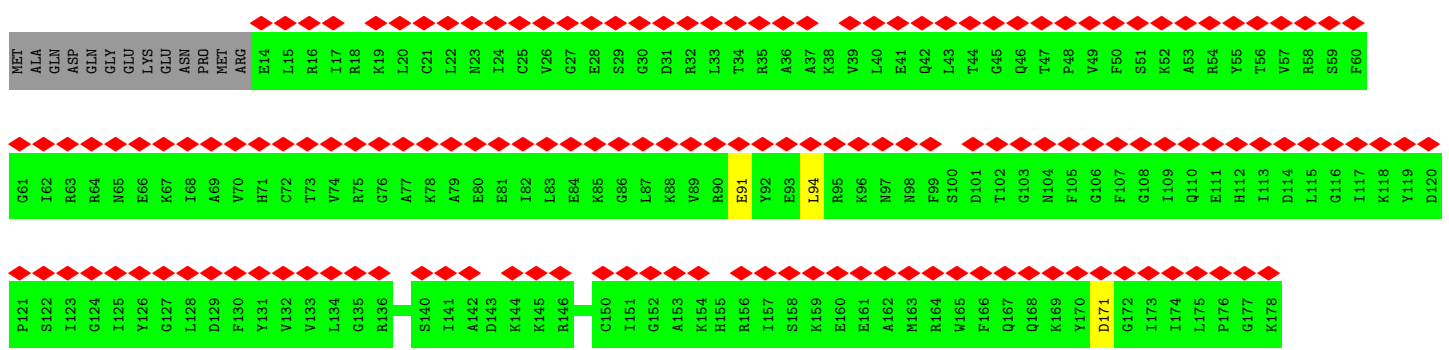 MET ALA GLN ASP GLN GLY GLU LYS GLU ASN PRO MET ARG E14 L15 R16 I17 R18 K19 L20 C21 L22 N23 I24 C25 V26 G27 E28 S29 G30 D31 R32 L33 T34 R35 A36 A37 K38 V39 L40 E41 Q42 L43 T44 G45 Q46 T47 P48 V49 F50 S51 K52 A53 R54 Y55 T56 V57 R58 S59 F60
G61 I62 R63 R64 N65 E66 K67 I68 A69 V70 H71 C72 T73 V74 R75 G76 A77 K78 A79 E80 E81 I82 L83 E84 K85 G86 L87 K88 V89 R90 E91 Y92 E93 L94 R95 K96 N97 N98 F99 S100 D101 T102 G103 N104 F105 G106 F107 G108 I109 Q110 E111 H112 I113 D114 L115 G116 I117 K118 Y119 D120
P121 S122 I123 G124 I125 Y126 G127 L128 D129 F130 Y131 V132 V133 L134 G135 R136 S140 I141 A142 D143 K144 K145 R146 C150 I151 G152 A153 K154 H155 R156 I157 S158 K159 E160 E161 A162 M163 R164 W165 F166 Q167 Q168 K169 Y170 D171 G172 I173 I174 L175 P176 G177 K178